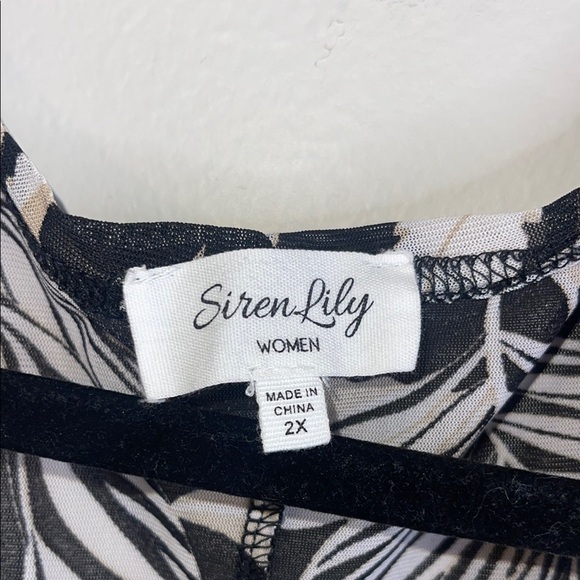 Siren Lily
WOMEN
MADE IN
CHINA
2X